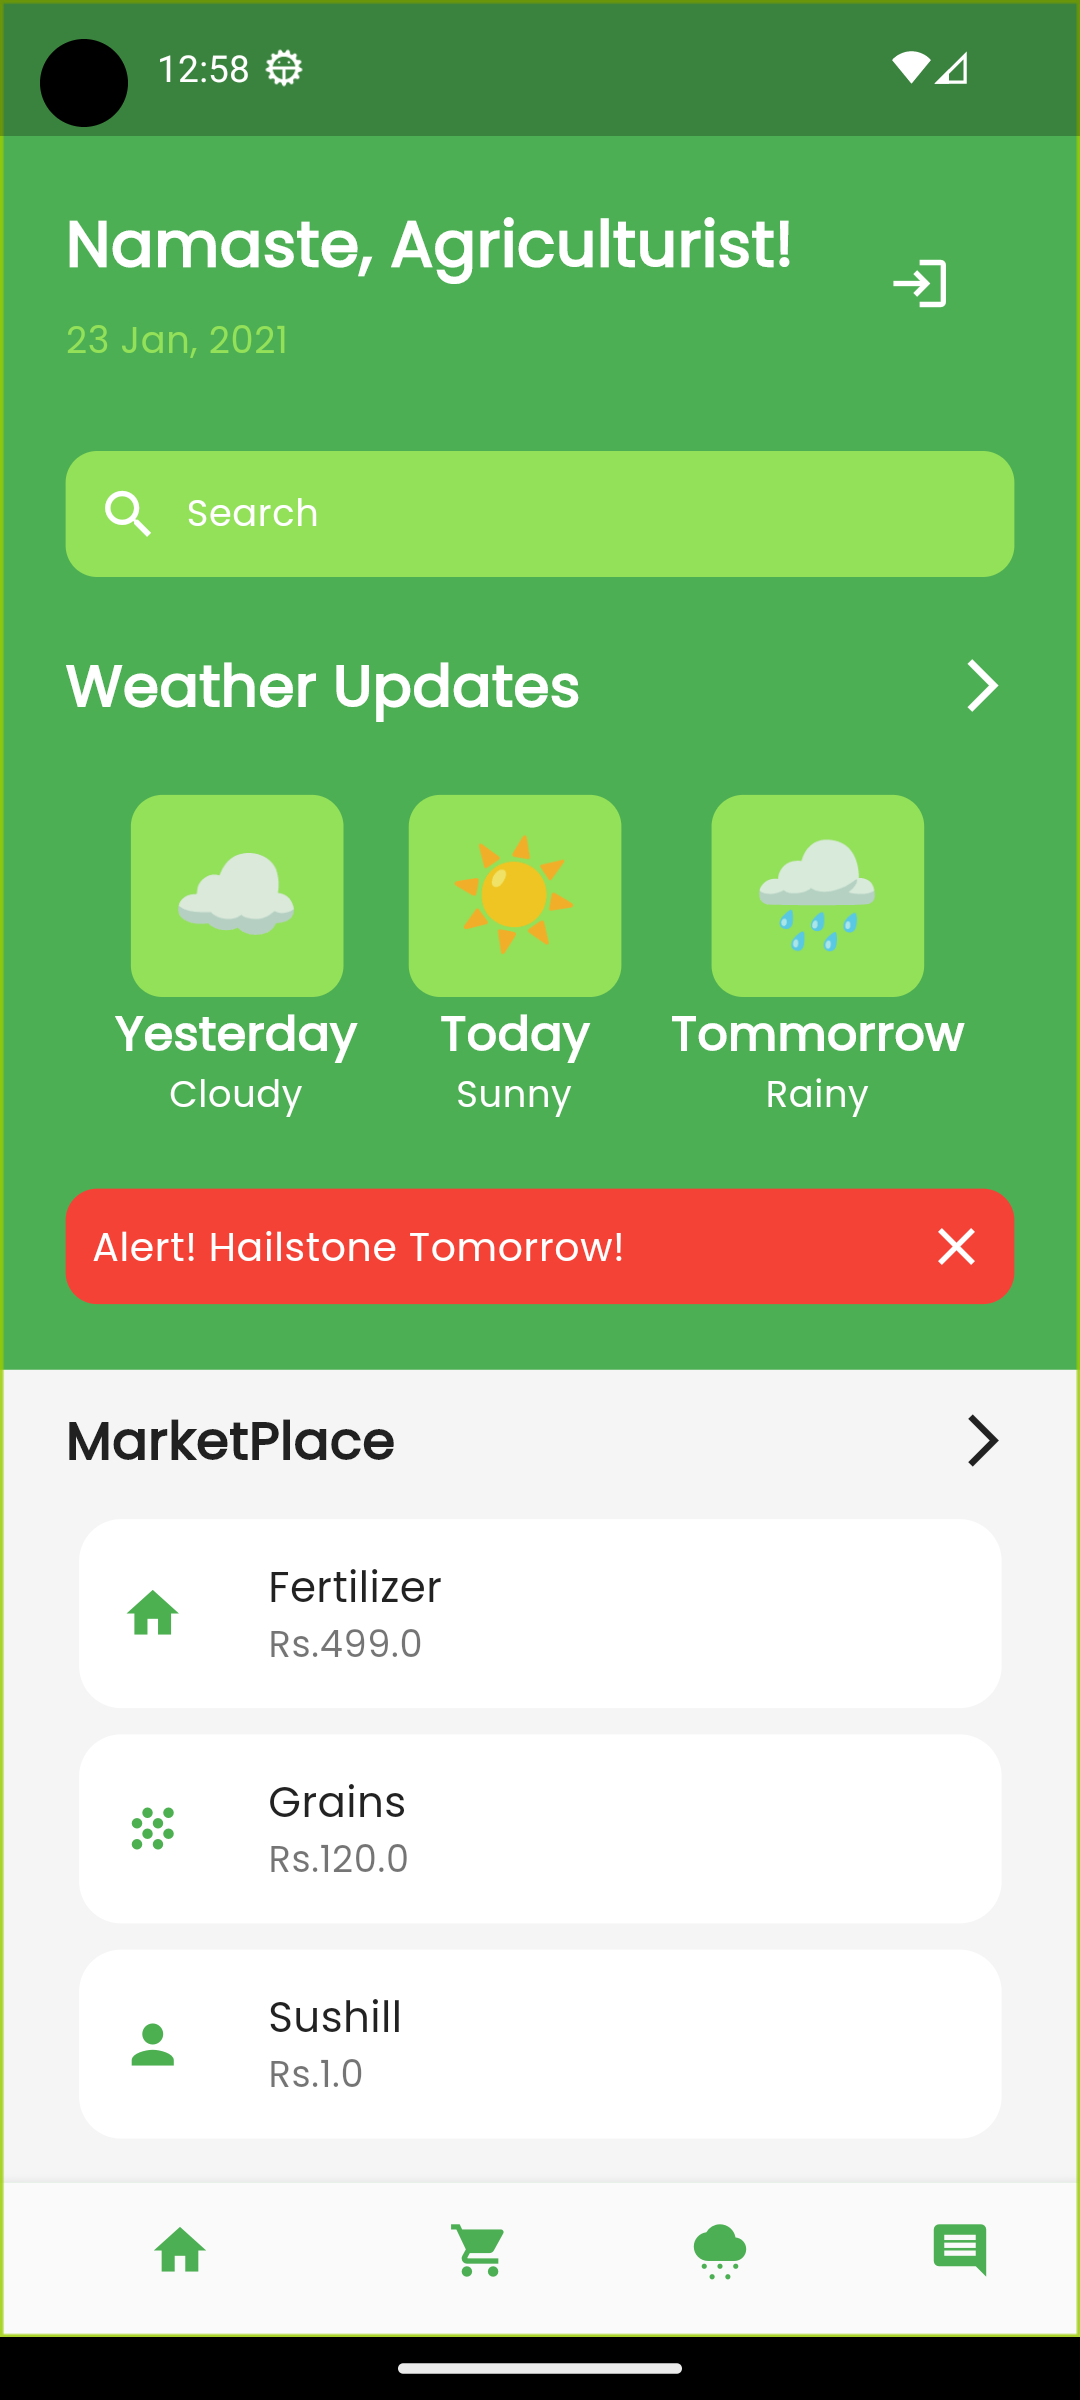 12:58
Namaste, Agriculturist!
23 Jan, 2021
Search
Weather Updates
Yesterday
Cloudy
Today
Sunny
Tommorrow
Rainy
Alert! Hailstone Tomorrow!
MarketPlace
Fertilizer
Rs.499.0
Grains
Rs.120.0
Sushill
Rs.1.0